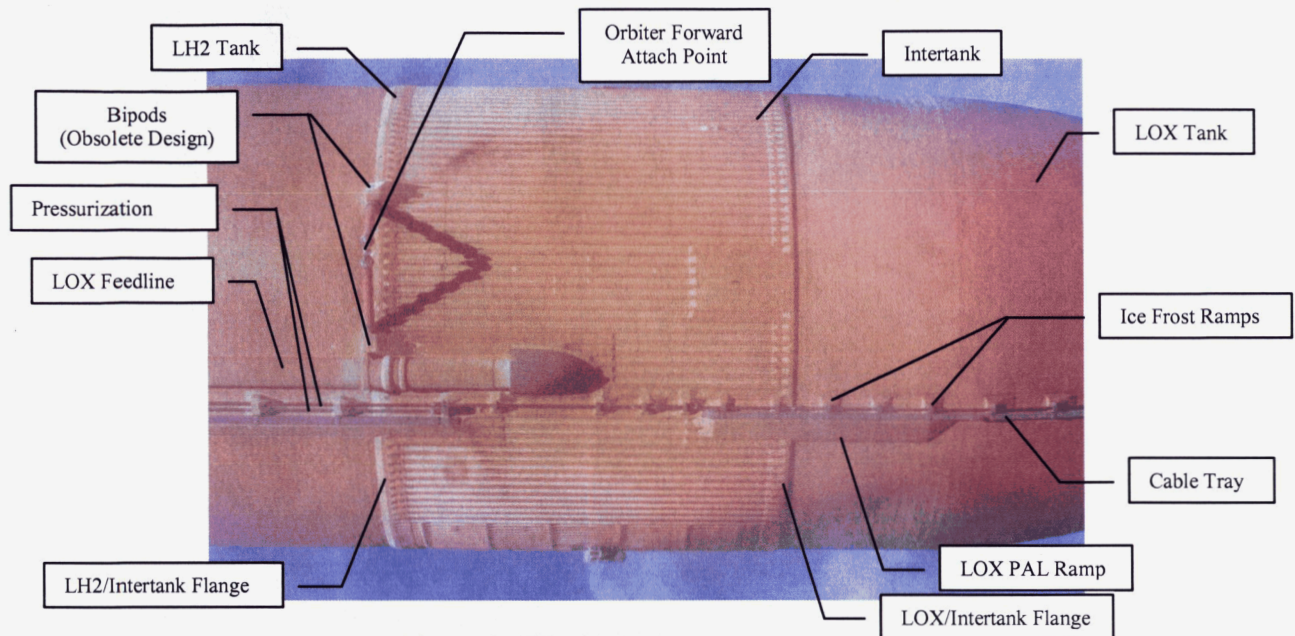 LH2 Tank
Orbiter Forward
Attach Point
Intertank
Bipods
(Obsolete Design)
LOX Tank
Pressurization
LOX Feedline
Ice Frost Ramps
Cable Tray
LOX PAL Ramp
LH2/Intertank Flange
LOX/Intertank Flange